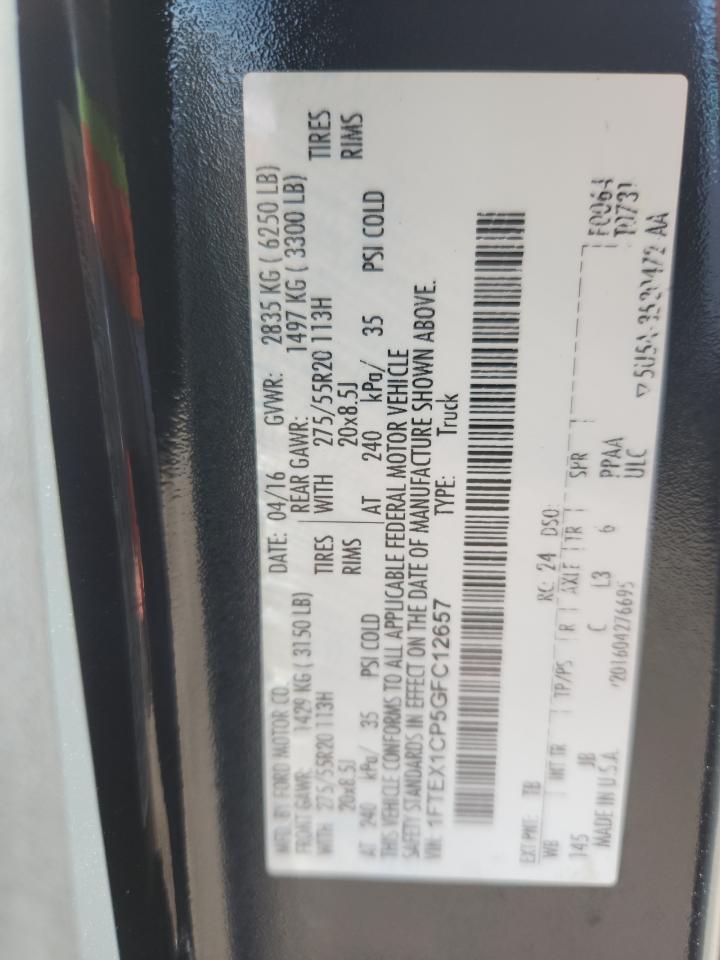 MFD. BY FORD MOTOR CO. DATE: 04/16 GVWR: 2835 KG ( 6250 LB)
FRONT GAWR: 1429 KG ( 3150 LB) REAR GAWR: 1497 KG ( 3300 LB)
WITH 275/55R20 113H TIRES WITH 275/55R20 113H TIRES
20x8.5J RIMS 20x8.5J RIMS
AT 240 kPa/ 35 PSI COLD AT 240 kPa/ 35 PSI COLD
THIS VEHICLE CONFORMS TO ALL APPLICABLE FEDERAL MOTOR VEHICLE
SAFETY STANDARDS IN EFFECT ON THE DATE OF MANUFACTURE SHOWN ABOVE.
VIN: 1FTEX1CP5GFC12657 TYPE: Truck
EXT PNT: TB RC: 24 DSO: F0064
WB INT TR TP/PS R AXLE TR SPR T0731
145 JB C L3 6 PPAA
MADE IN U.S.A. *201604276695 ULC
▽5U5A-3520472-AA